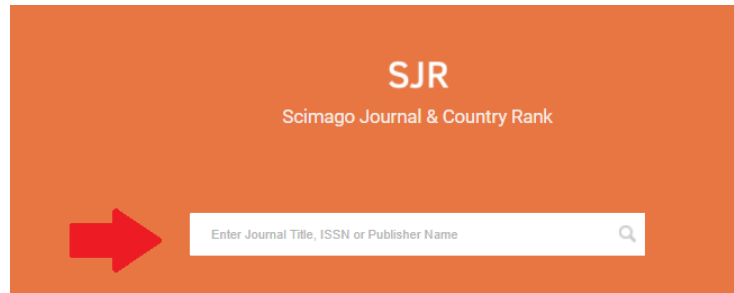 SJR
Scimago Journal & Country Rank
Enter Journal Title, ISSN or Publisher Name